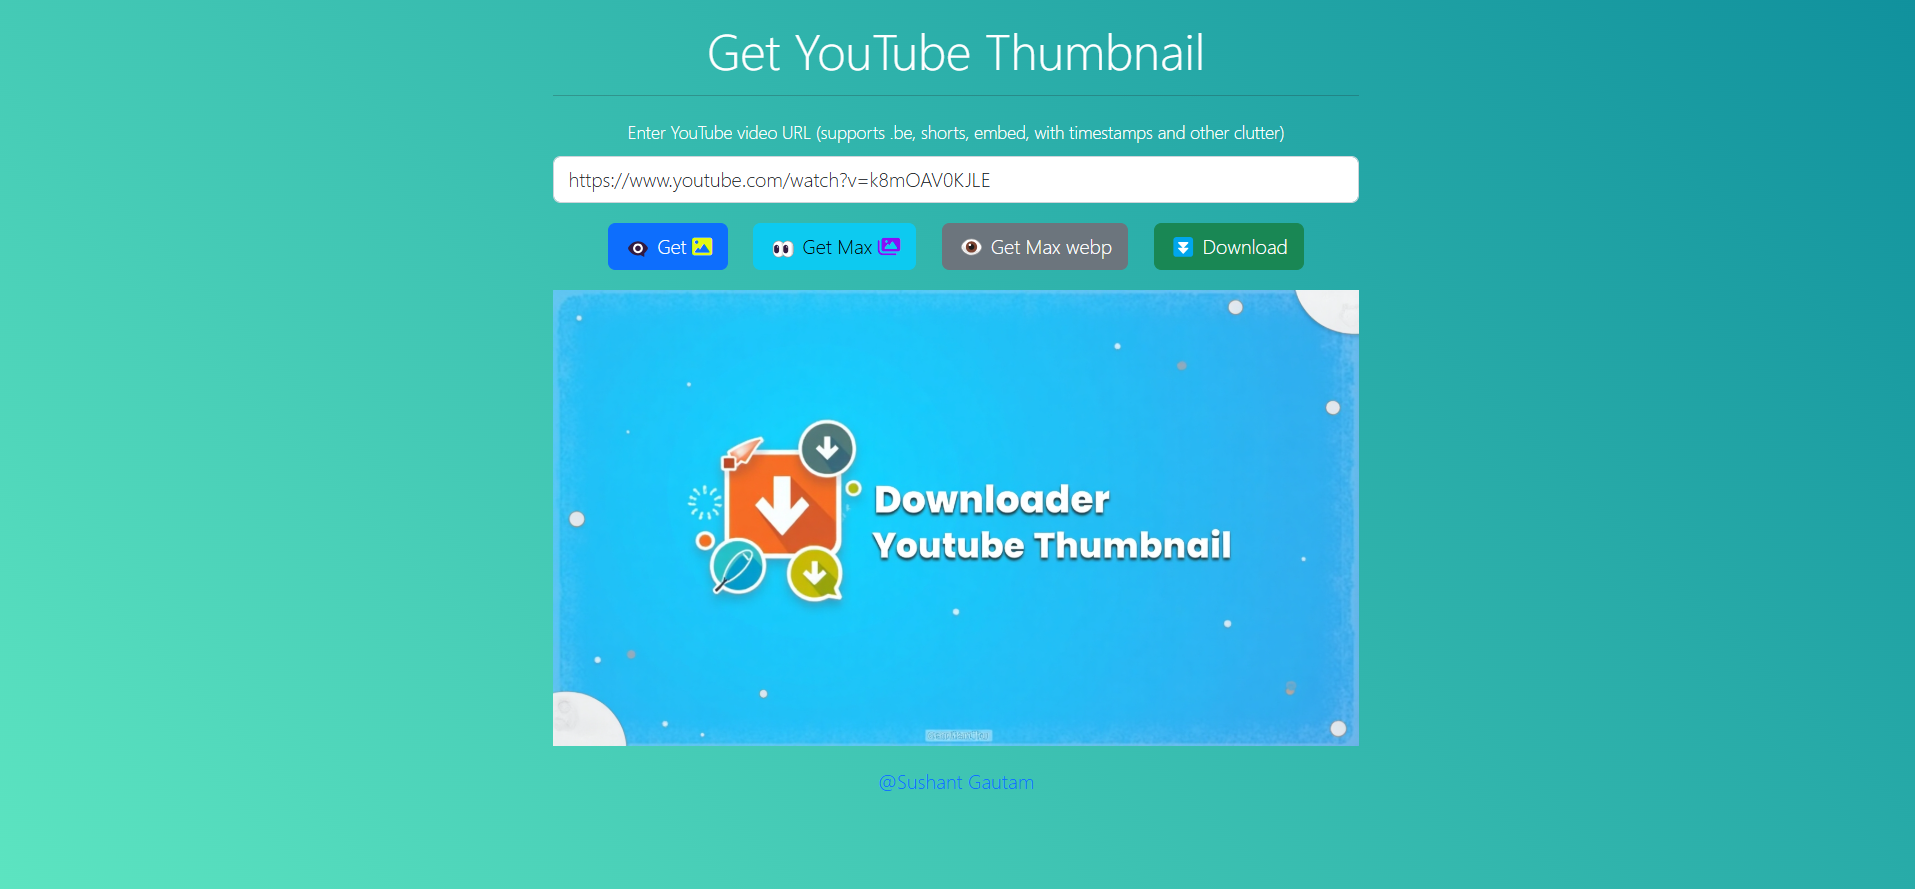 Get YouTube Thumbnail
Enter YouTube video URL (supports .be, shorts, embed, with timestamps and other clutter)
https://www.youtube.com/watch?v=k8mOAV0KJLE
Get
Get Max
Get Max webp
Download
Downloader
Youtube Thumbnail
@Sushant Gautam